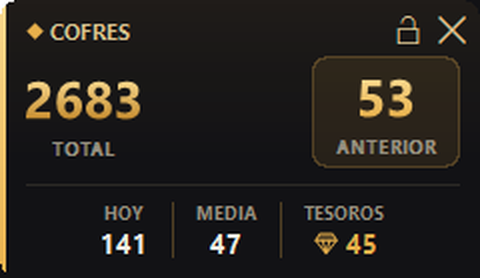 COFRES
2683 53
TOTAL ANTERIOR
HOY MEDIA TESOROS
141 47 45